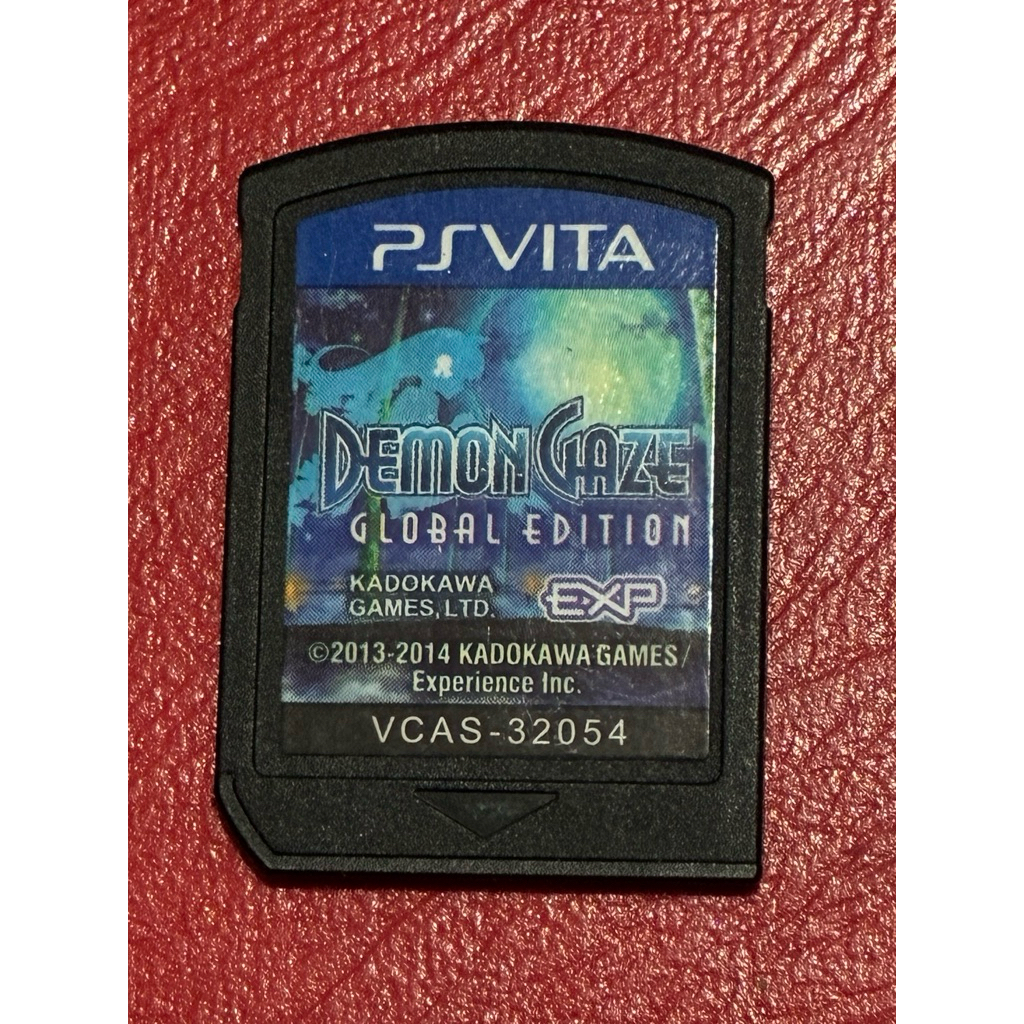 PSVITA
DEMON GAZE
GLOBAL EDITION
KADOKAWA
GAMES, LTD.
EXP
©2013-2014 KADOKAWA GAMES/
Experience Inc.
VCAS-32054